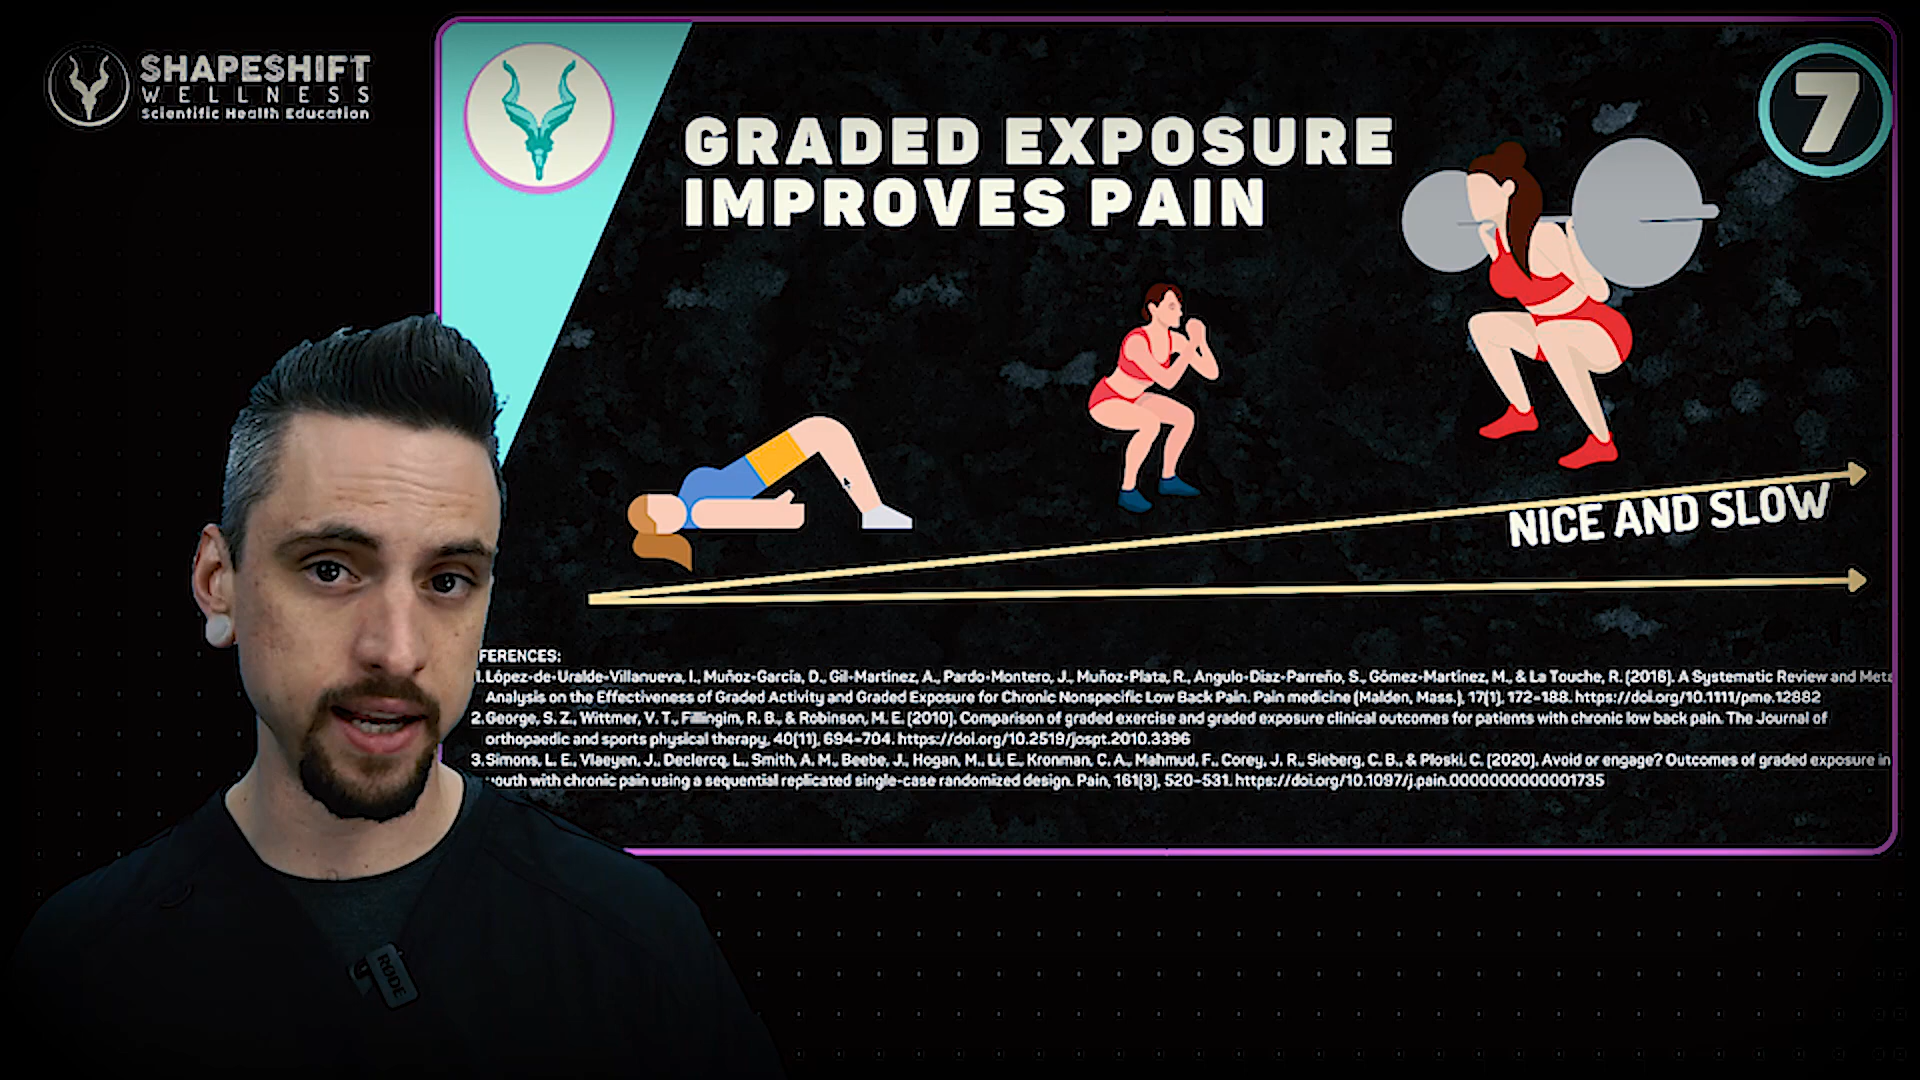 SHAPESHIFT
WELLNESS
Scientific Health Education
7
GRADED EXPOSURE
IMPROVES PAIN
NICE AND SLOW
FERENCES:
1. López-de-Uralde-Villanueva, I., Muñoz-García, D., Gil-Martínez, A., Pardo-Montero, J., Muñoz-Plata, R., Angulo-Díaz-Parreño, S., Gómez-Martínez, M., & La Touche, R. (2016). A Systematic Review and Meta
Analysis on the Effectiveness of Graded Activity and Graded Exposure for Chronic Nonspecific Low Back Pain. Pain medicine (Malden, Mass.), 17(1), 172-188. https://doi.org/10.1111/pme.12882
2. George, S. Z., Wittmer, V. T., Fillingim, R. B., & Robinson, M. E. (2010). Comparison of graded exercise and graded exposure clinical outcomes for patients with chronic low back pain. The Journal of
orthopaedic and sports physical therapy, 40(11), 694-704. https://doi.org/10.2519/jospt.2010.3396
3. Simons, L. E., Vlaeyen, J., Declercq, L., Smith, A. M., Beebe, J., Hogan, M., Li, E., Kronman, C. A., Mahmud, F., Corey, J. R., Sieberg, C. B., & Ploski, C. (2020). Avoid or engage? Outcomes of graded exposure in
youth with chronic pain using a sequential replicated single-case randomized design. Pain, 161(3), 520-531. https://doi.org/10.1097/j.pain.0000000000001735
RØDE